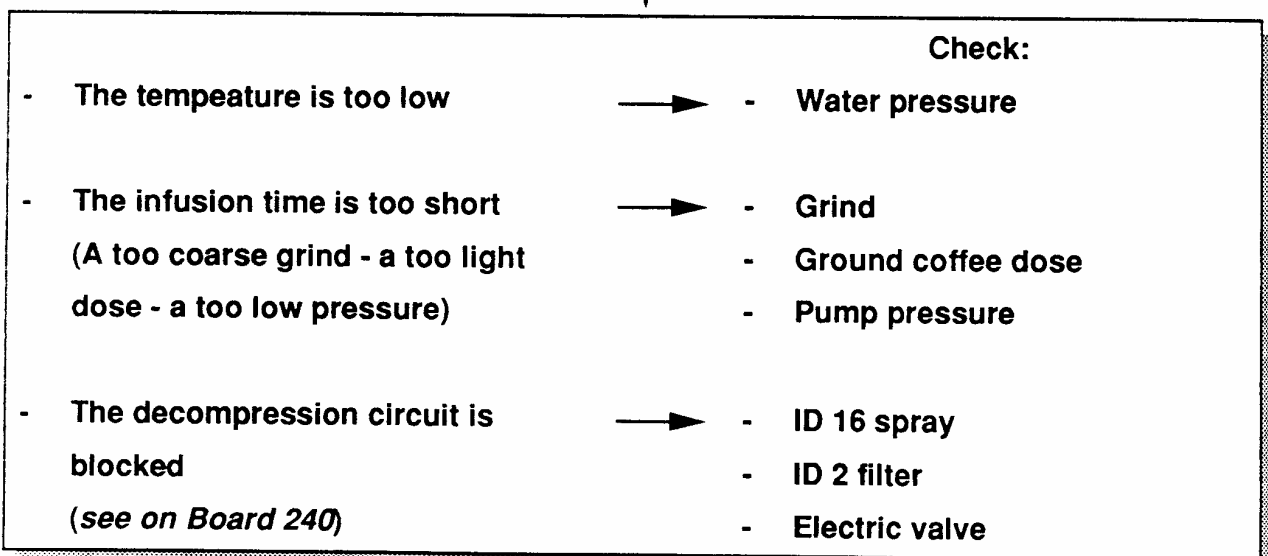 Check:
- The tempeature is too low - Water pressure
- The infusion time is too short - Grind
(A too coarse grind - a too light - Ground coffee dose
dose - a too low pressure) - Pump pressure
- The decompression circuit is - ID 16 spray
blocked - ID 2 filter
(see on Board 240) - Electric valve